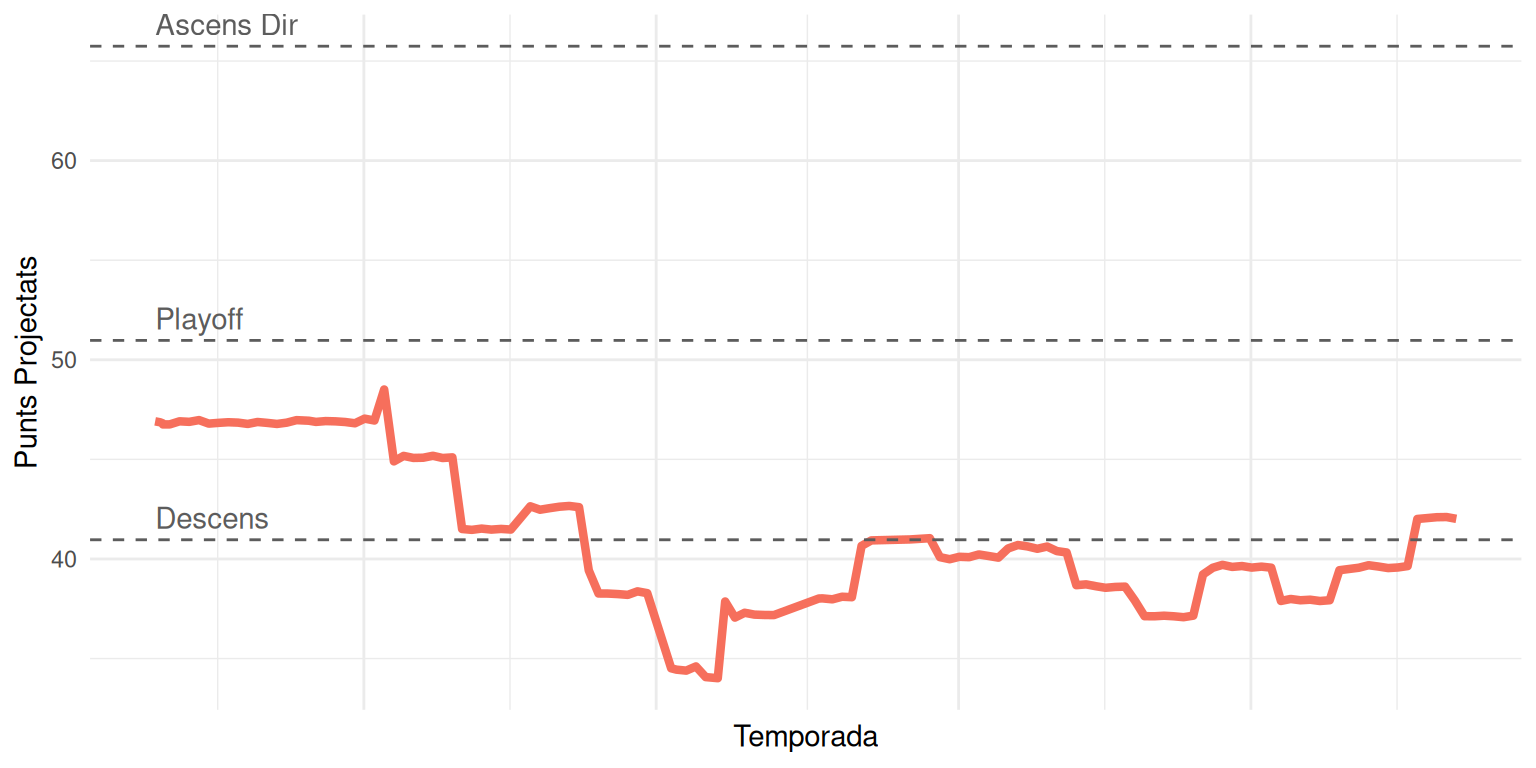 Ascens Dir
60
Playoff
50
Descens
40
Punts Projectats
Temporada